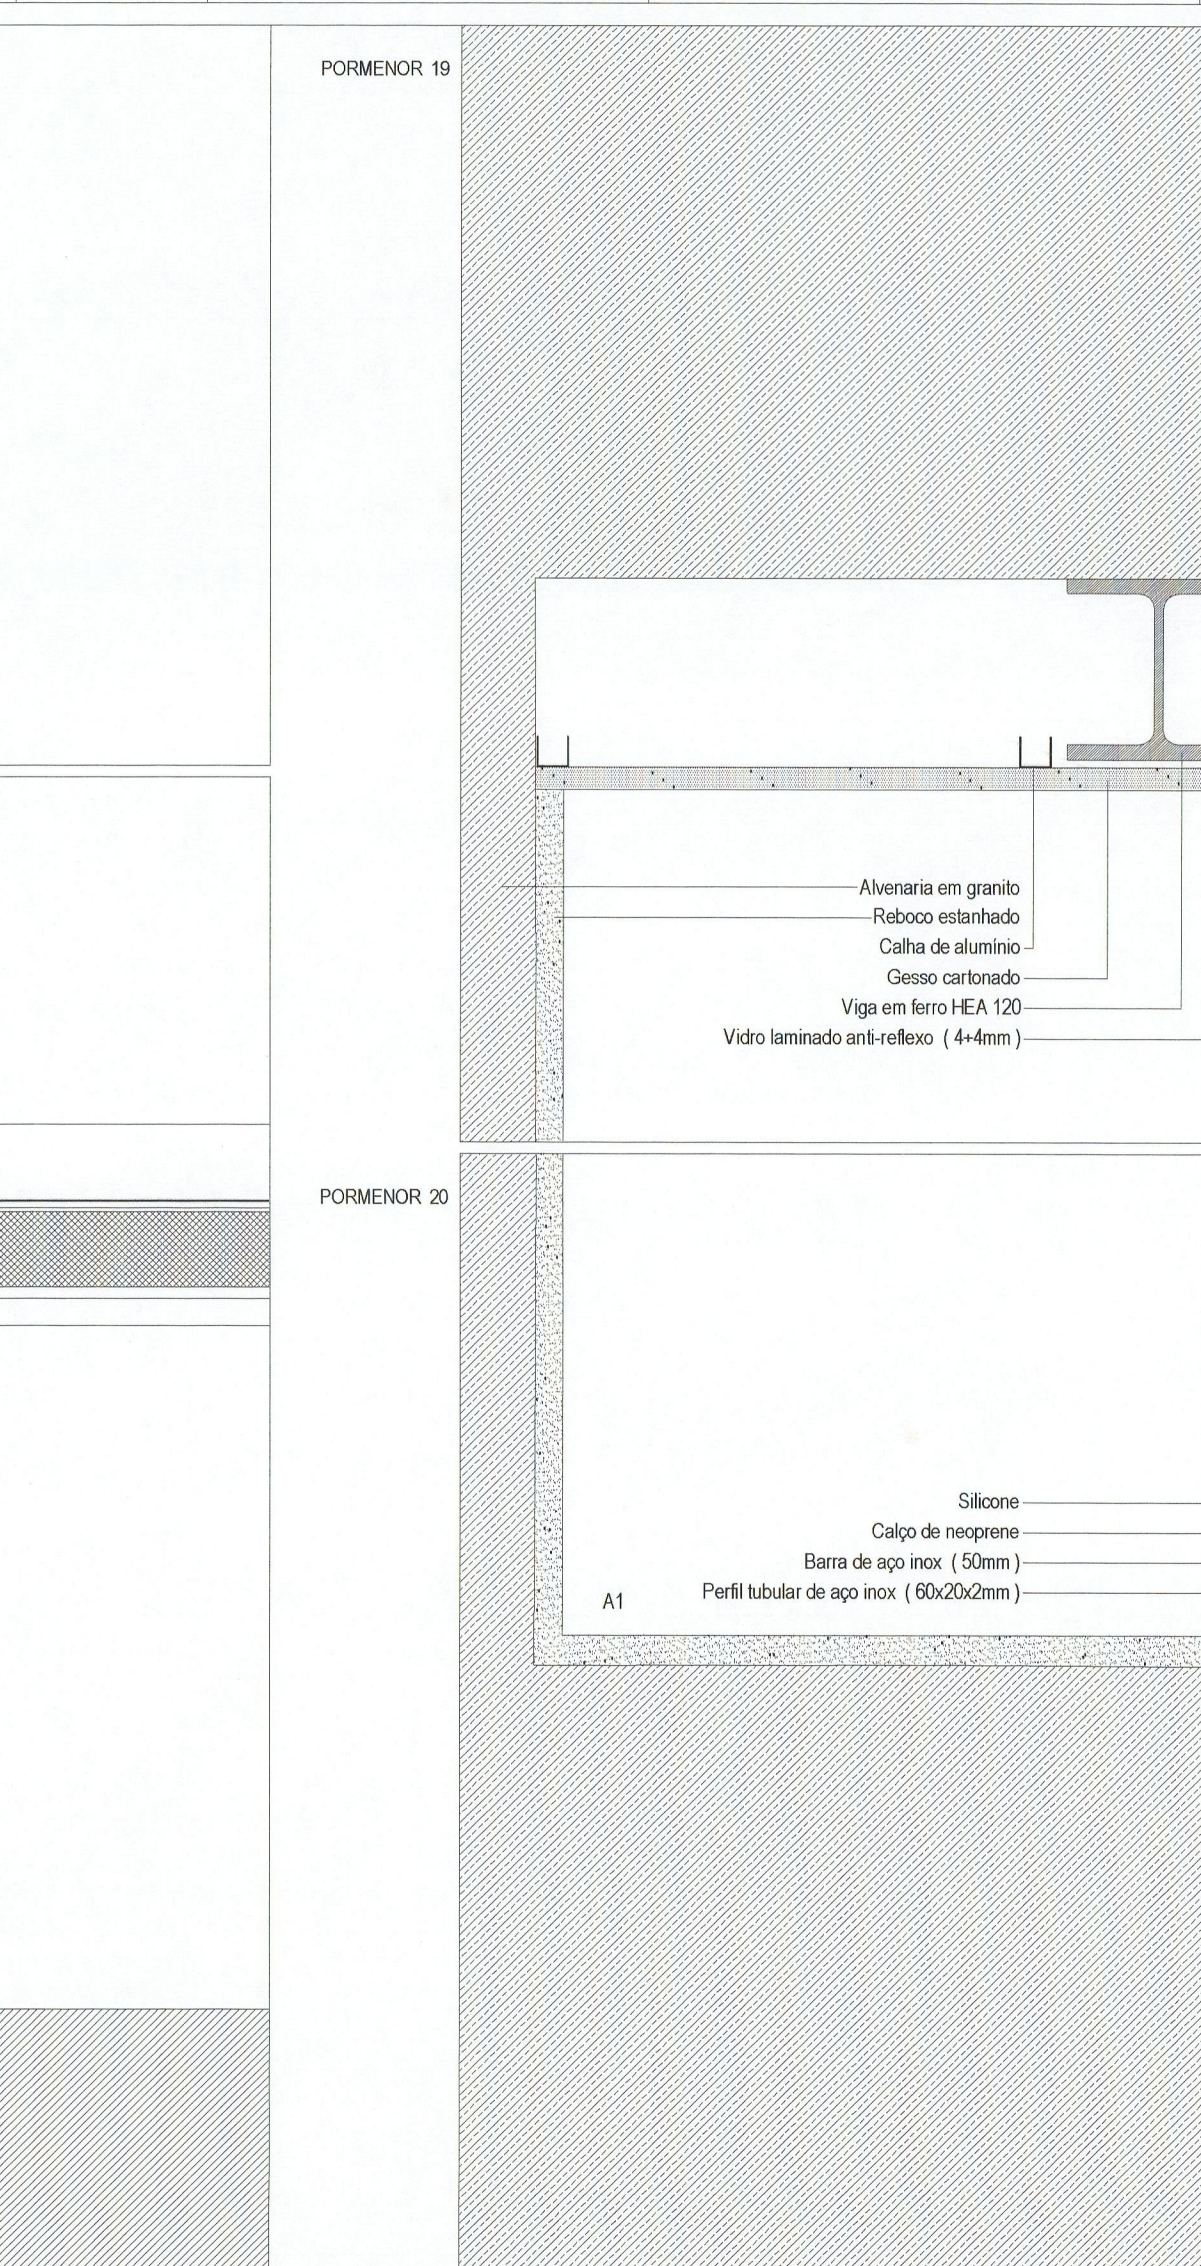 PORMENOR 19
Alvenaria em granito
Reboco estanhado
Calha de alumínio
Gesso cartonado
Viga em ferro HEA 120
Vidro laminado anti-reflexo ( 4+4mm )
PORMENOR 20
Silicone
Calço de neoprene
Barra de aço inox ( 50mm )
Perfil tubular de aço inox ( 60x20x2mm )
A1